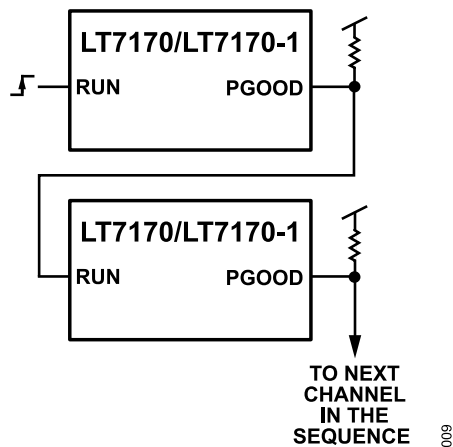 LT7170/LT7170-1
RUN
PGOOD
LT7170/LT7170-1
RUN
PGOOD
TO NEXT
CHANNEL
IN THE
SEQUENCE
009